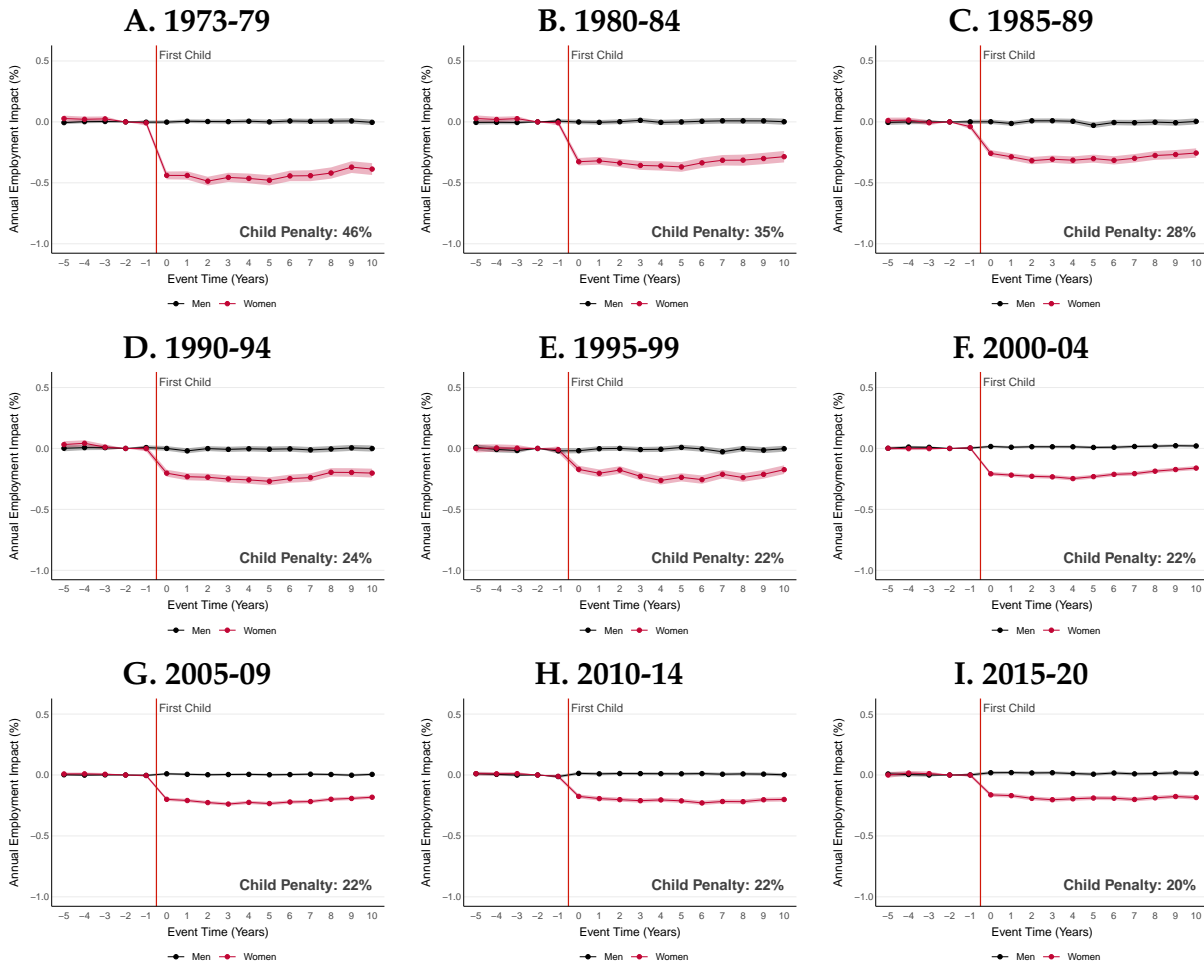 A. 1973-79
First Child
0.5
0.0
−0.5
−1.0
Annual Employment Impact (%)
Child Penalty: 46%
−5 −4 −3 −2 −1 0 1 2 3 4 5 6 7 8 9 10
Event Time (Years)
Men Women
B. 1980-84
First Child
0.5
0.0
−0.5
−1.0
Annual Employment Impact (%)
Child Penalty: 35%
−5 −4 −3 −2 −1 0 1 2 3 4 5 6 7 8 9 10
Event Time (Years)
Men Women
C. 1985-89
First Child
0.5
0.0
−0.5
−1.0
Annual Employment Impact (%)
Child Penalty: 28%
−5 −4 −3 −2 −1 0 1 2 3 4 5 6 7 8 9 10
Event Time (Years)
Men Women
D. 1990-94
First Child
0.5
0.0
−0.5
−1.0
Annual Employment Impact (%)
Child Penalty: 24%
−5 −4 −3 −2 −1 0 1 2 3 4 5 6 7 8 9 10
Event Time (Years)
Men Women
E. 1995-99
First Child
0.5
0.0
−0.5
−1.0
Annual Employment Impact (%)
Child Penalty: 22%
−5 −4 −3 −2 −1 0 1 2 3 4 5 6 7 8 9 10
Event Time (Years)
Men Women
F. 2000-04
First Child
0.5
0.0
−0.5
−1.0
Annual Employment Impact (%)
Child Penalty: 22%
−5 −4 −3 −2 −1 0 1 2 3 4 5 6 7 8 9 10
Event Time (Years)
Men Women
G. 2005-09
First Child
0.5
0.0
−0.5
−1.0
Annual Employment Impact (%)
Child Penalty: 22%
−5 −4 −3 −2 −1 0 1 2 3 4 5 6 7 8 9 10
Event Time (Years)
Men Women
H. 2010-14
First Child
0.5
0.0
−0.5
−1.0
Annual Employment Impact (%)
Child Penalty: 22%
−5 −4 −3 −2 −1 0 1 2 3 4 5 6 7 8 9 10
Event Time (Years)
Men Women
I. 2015-20
First Child
0.5
0.0
−0.5
−1.0
Annual Employment Impact (%)
Child Penalty: 20%
−5 −4 −3 −2 −1 0 1 2 3 4 5 6 7 8 9 10
Event Time (Years)
Men Women